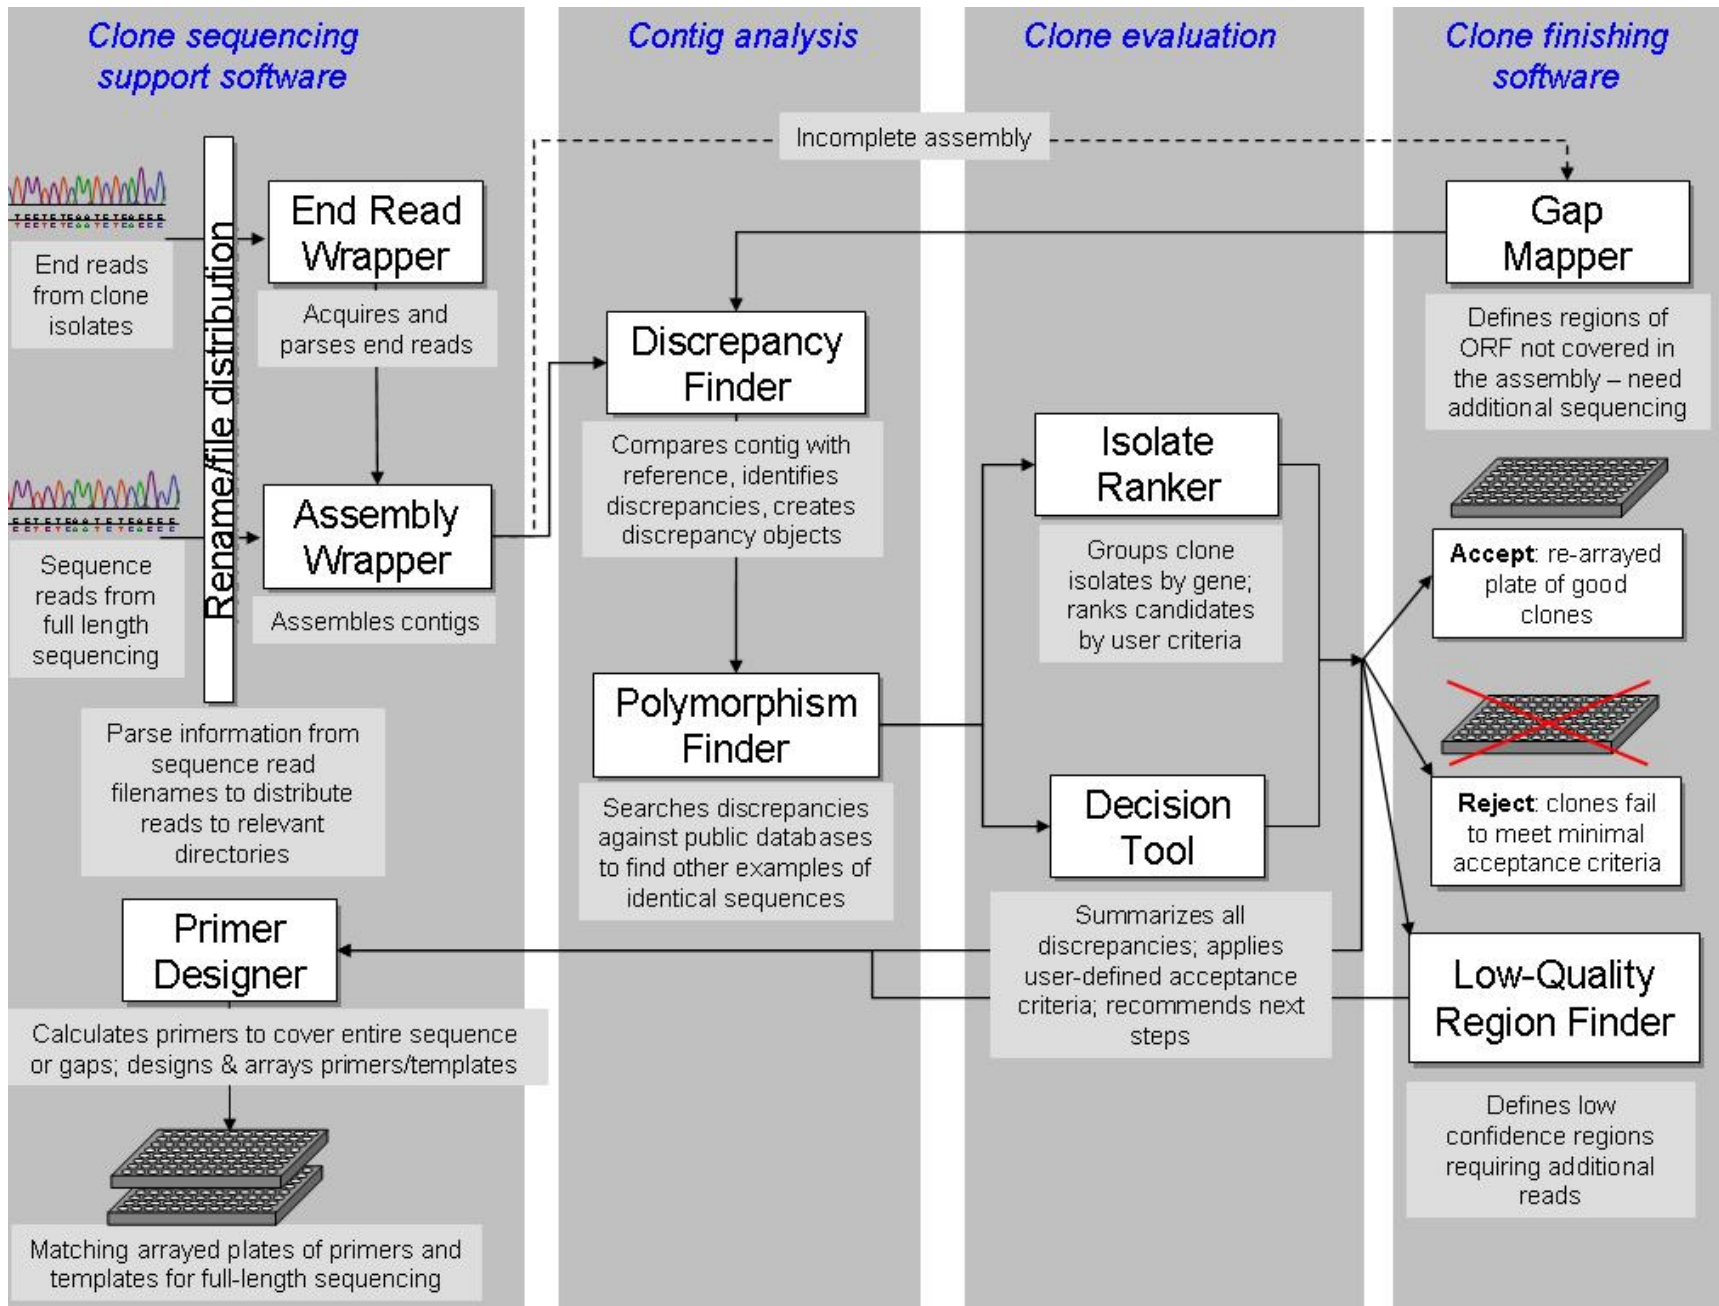 Clone sequencing
support software
Contig analysis
Clone evaluation
Clone finishing
software
Incomplete assembly
Rename/file distribution
End reads
from clone
isolates
End Read
Wrapper
Acquires and
parses end reads
Sequence
reads from
full length
sequencing
Assembly
Wrapper
Assembles contigs
Parse information from
sequence read
filenames to distribute
reads to relevant
directories
Primer
Designer
Calculates primers to cover entire sequence
or gaps; designs & arrays primers/templates
Matching arrayed plates of primers and
templates for full-length sequencing
Discrepancy
Finder
Compares contig with
reference, identifies
discrepancies, creates
discrepancy objects
Polymorphism
Finder
Searches discrepancies
against public databases
to find other examples of
identical sequences
Isolate
Ranker
Groups clone
isolates by gene;
ranks candidates
by user criteria
Decision
Tool
Summarizes all
discrepancies; applies
user-defined acceptance
criteria; recommends next
steps
Gap
Mapper
Defines regions of
ORF not covered in
the assembly – need
additional sequencing
Accept: re-arrayed
plate of good
clones
Reject: clones fail
to meet minimal
acceptance criteria
Low-Quality
Region Finder
Defines low
confidence regions
requiring additional
reads